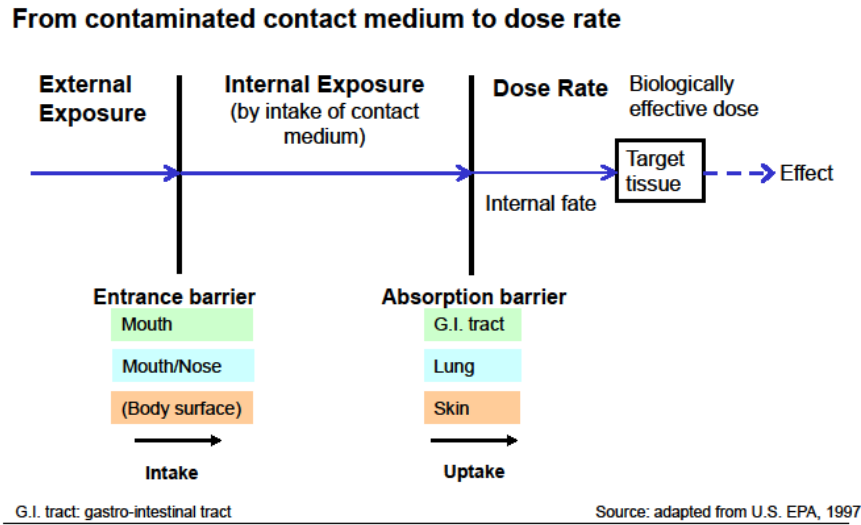 From contaminated contact medium to dose rate
External
Exposure
Internal Exposure
(by intake of contact
medium)
Dose Rate
Biologically
effective dose
Target
tissue
Effect
Internal fate
Entrance barrier
Absorption barrier
Mouth
G.I. tract
Mouth/Nose
Lung
(Body surface)
Skin
Intake
Uptake
G.I. tract: gastro-intestinal tract
Source: adapted from U.S. EPA, 1997